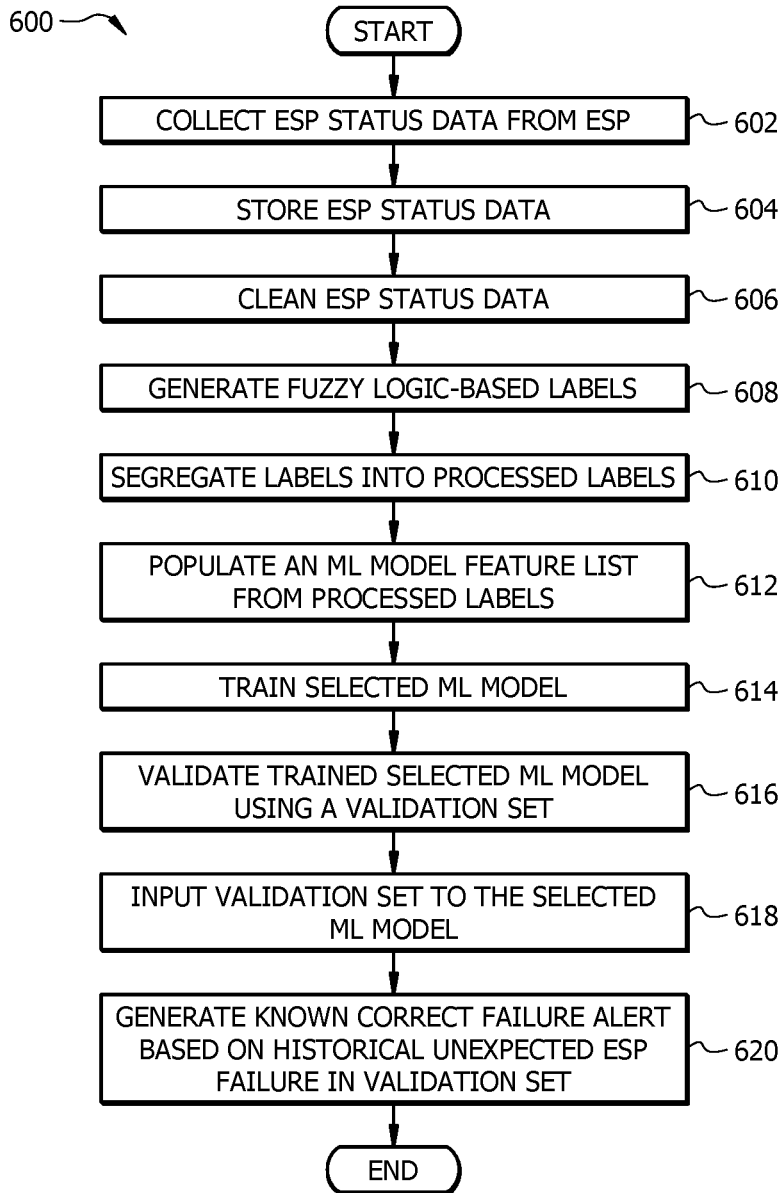 600
START
COLLECT ESP STATUS DATA FROM ESP
602
STORE ESP STATUS DATA
604
CLEAN ESP STATUS DATA
606
GENERATE FUZZY LOGIC-BASED LABELS
608
SEGREGATE LABELS INTO PROCESSED LABELS
610
POPULATE AN ML MODEL FEATURE LIST
FROM PROCESSED LABELS
612
TRAIN SELECTED ML MODEL
614
VALIDATE TRAINED SELECTED ML MODEL
USING A VALIDATION SET
616
INPUT VALIDATION SET TO THE SELECTED
ML MODEL
618
GENERATE KNOWN CORRECT FAILURE ALERT
BASED ON HISTORICAL UNEXPECTED ESP
FAILURE IN VALIDATION SET
620
END